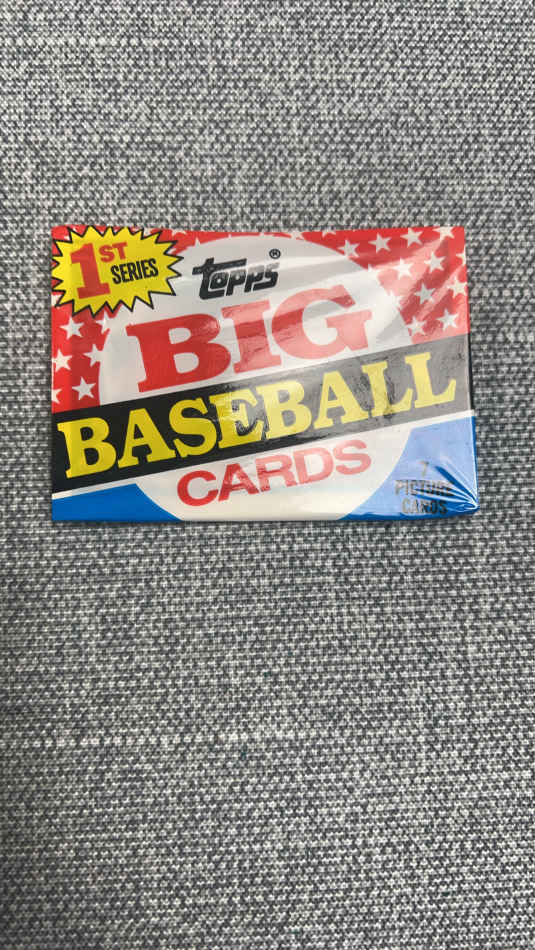 1ST
SERIES
Topps®
BIG
BASEBALL
CARDS
7
PICTURE
CARDS